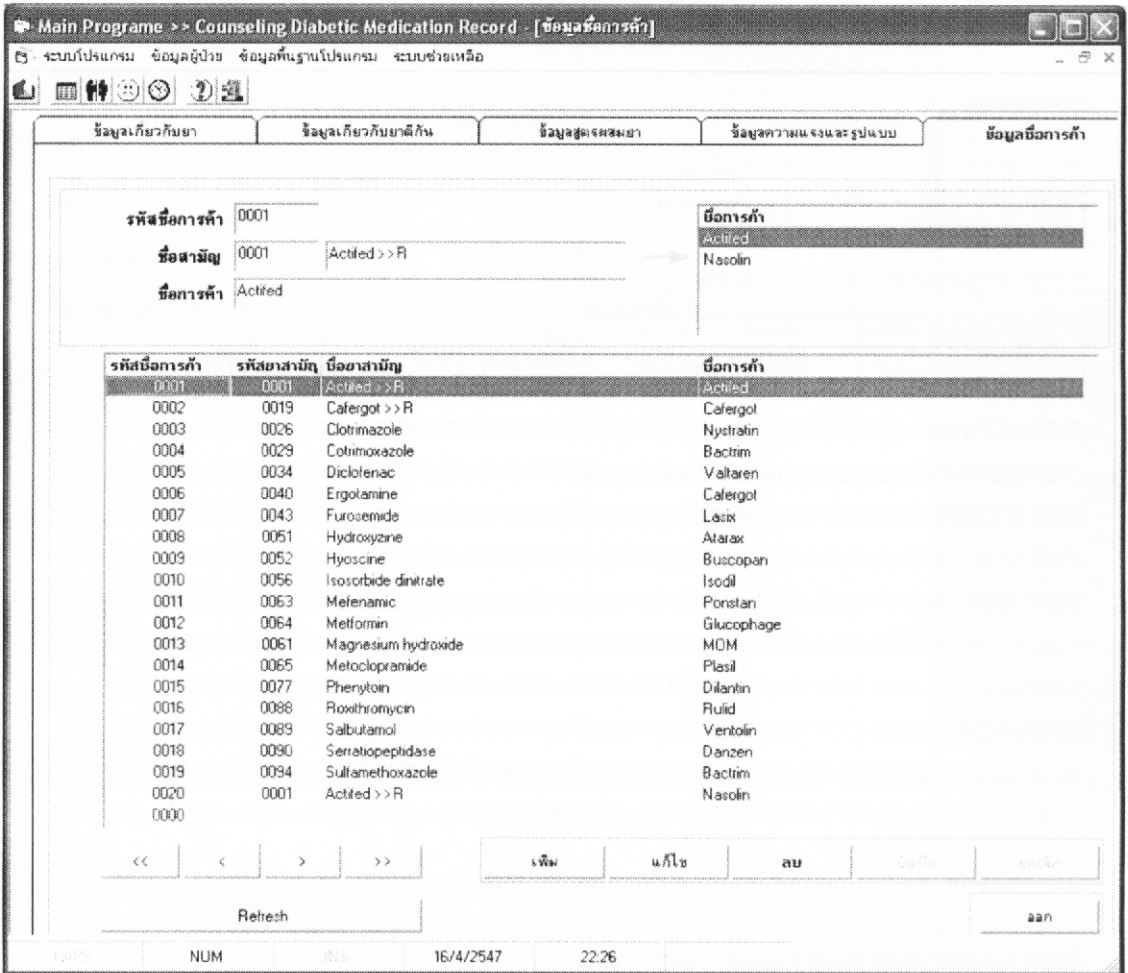 Main Programe >> Counseling Diabetic Medication Record - [ข้อมูลชื่อการค้า]
ระบบโปรแกรม ข้อมูลผู้ป่วย ข้อมูลพื้นฐานโปรแกรม ระบบช่วยเหลือ
ข้อมูลเกี่ยวกับยา ข้อมูลเกี่ยวกับยาตีกัน ข้อมูลสูตรผสมยา ข้อมูลความแรงและรูปแบบ ข้อมูลชื่อการค้า
รหัสชื่อการค้า 0001 ชื่อการค้า
Actifed
ชื่อสามัญ 0001 Actifed >> R Nasolin
ชื่อการค้า Actifed
รหัสชื่อการค้า รหัสยาสามัญ ชื่อยาสามัญ ชื่อการค้า
0001 0001 Actifed >> R Actifed
0002 0019 Cafergot >> R Cafergot
0003 0026 Clotrimazole Nystratin
0004 0029 Cotrimoxazole Bactrim
0005 0034 Diclofenac Valtaren
0006 0040 Ergotamine Cafergot
0007 0043 Furosemide Lasix
0008 0051 Hydroxyzine Atarax
0009 0052 Hyoscine Buscopan
0010 0056 Isosorbide dinitrate Isodil
0011 0063 Mefenamic Ponstan
0012 0064 Metformin Glucophage
0013 0061 Magnesium hydroxide MOM
0014 0065 Metoclopramide Plasil
0015 0077 Phenytoin Dilantin
0016 0088 Roxithromycin Rulid
0017 0089 Salbutamol Ventolin
0018 0090 Serratiopeptidase Danzen
0019 0094 Sulfamethoxazole Bactrim
0020 0001 Actifed >> R Nasolin
0000
<< < > >> เพิ่ม แก้ไข ลบ บันทึก ยกเลิก
Refresh ออก
CAPS NUM INS 16/4/2547 22:26